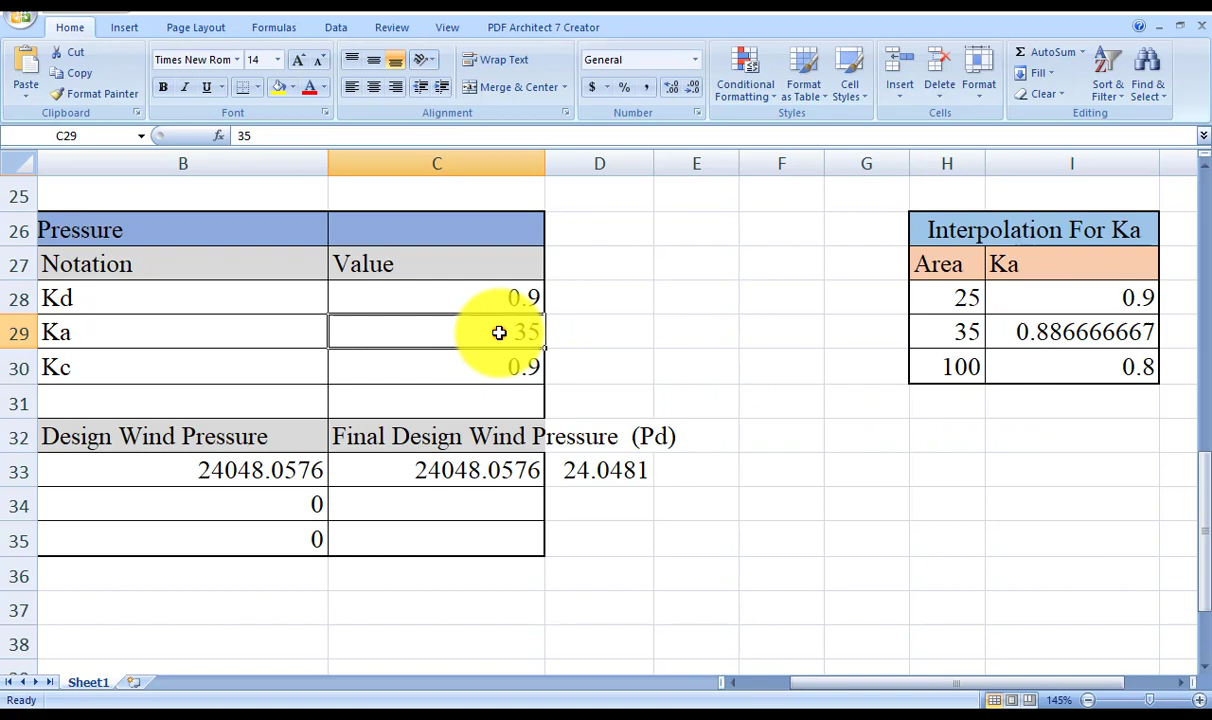 Home Insert Page Layout Formulas Data Review View PDF Architect 7 Creator
Cut
Copy
Format Painter
Paste
Times New Rom 14
B I U
Wrap Text
Merge & Center
General
$ % ,
Conditional Formatting
Format as Table
Cell Styles
Insert Delete Format
AutoSum
Fill
Clear
Sort & Filter
Find & Select
Clipboard Font Alignment Number Styles Cells Editing
C29 fx 35
B C D E F G H I
25
26 Pressure Interpolation For Ka
27 Notation Value Area Ka
28 Kd 0.9 25 0.9
29 Ka 35 35 0.886666667
30 Kc 0.9 100 0.8
31
32 Design Wind Pressure Final Design Wind Pressure (Pd)
33 24048.0576 24048.0576 24.0481
34 0
35 0
36
37
38
Sheet1
Ready 145%